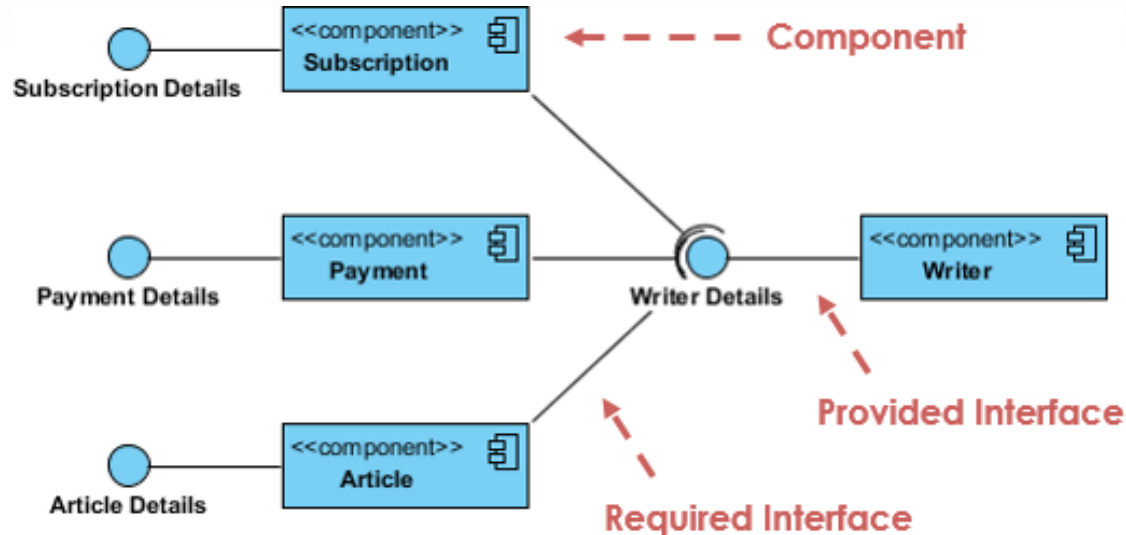 <<component>>
Subscription
Component
Subscription Details
<<component>>
Payment
<<component>>
Writer
Payment Details
Writer Details
Provided Interface
<<component>>
Article
Article Details
Required Interface